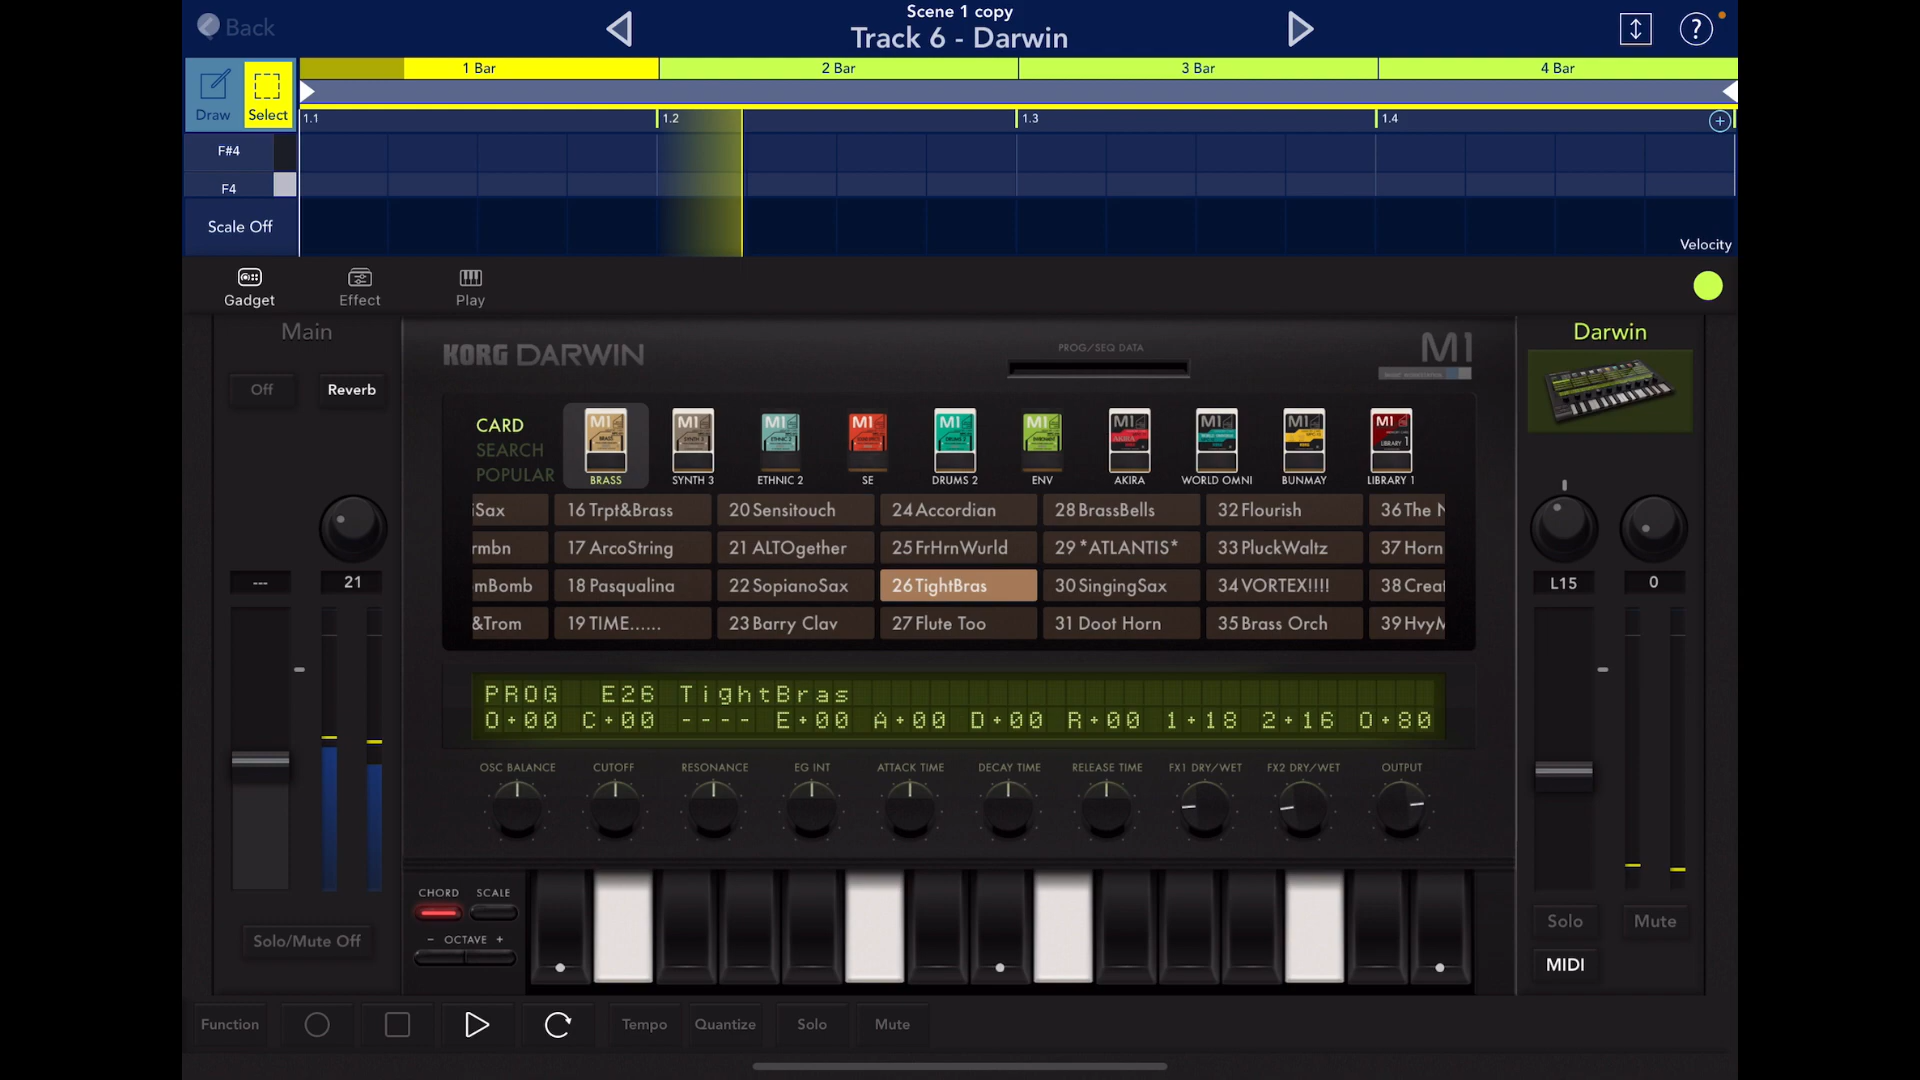 Back
Scene 1 copy
Track 6 - Darwin
?
Draw
Select
1 Bar
2 Bar
3 Bar
4 Bar
1.1
1.2
1.3
1.4
F#4
F4
Scale Off
Velocity
Gadget
Effect
Play
Main
Off
Reverb
---
21
Solo/Mute Off
KORG DARWIN
PROG/SEQ DATA
M1
CARD
SEARCH
POPULAR
BRASS
SYNTH 3
ETHNIC 2
SE
DRUMS 2
ENV
AKIRA
WORLD OMNI
BUNMAY
LIBRARY 1
iSax
16 Trpt&Brass
20 Sensitouch
24 Accordian
28 BrassBells
32 Flourish
36 The N
rmbn
17 ArcoString
21 ALTOgether
25 FrHrnWurld
29 *ATLANTIS*
33 PluckWaltz
37 Horn
mBomb
18 Pasqualina
22 SopianoSax
26 TightBras
30 SingingSax
34 VORTEX!!!!
38 Creat
&Trom
19 TIME......
23 Barry Clav
27 Flute Too
31 Doot Horn
35 Brass Orch
39 HvyM
PROG E26 TightBras
O+00 C+00 ---- E+00 A+00 D+00 R+00 1+18 2+16 O+80
OSC BALANCE
CUTOFF
RESONANCE
EG INT
ATTACK TIME
DECAY TIME
RELEASE TIME
FX1 DRY/WET
FX2 DRY/WET
OUTPUT
CHORD
SCALE
- OCTAVE +
Darwin
L15
0
Solo
Mute
MIDI
Function
Tempo
Quantize
Solo
Mute